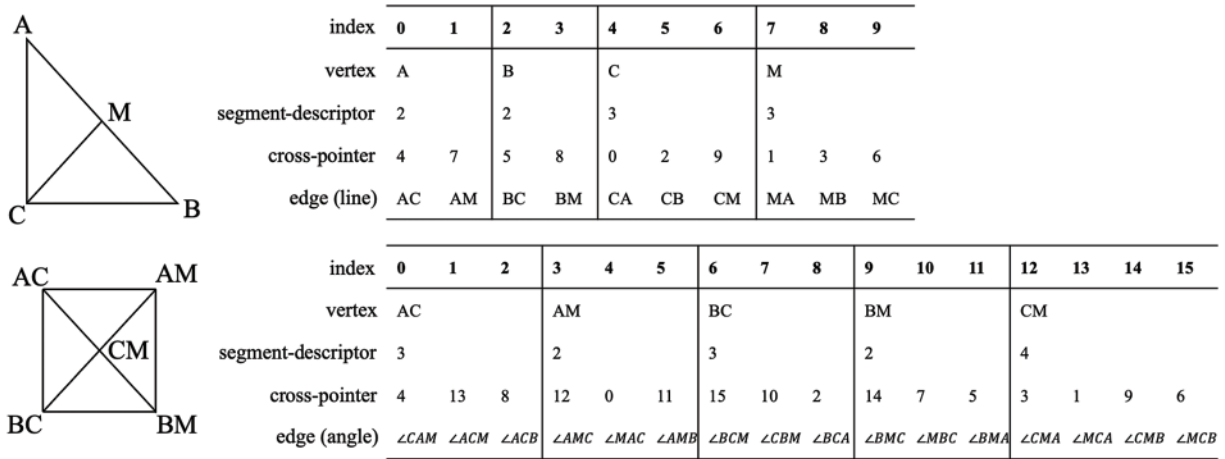 A
M
C
B
index 0 1 2 3 4 5 6 7 8 9
vertex A B C M
segment-descriptor 2 2 3 3
cross-pointer 4 7 5 8 0 2 9 1 3 6
edge (line) AC AM BC BM CA CB CM MA MB MC
AC AM
CM
BC BM
index 0 1 2 3 4 5 6 7 8 9 10 11 12 13 14 15
vertex AC AM BC BM CM
segment-descriptor 3 2 3 2 4
cross-pointer 4 13 8 12 0 11 15 10 2 14 7 5 3 1 9 6
edge (angle) ∠CAM ∠ACM ∠ACB ∠AMC ∠MAC ∠AMB ∠BCM ∠CBM ∠BCA ∠BMC ∠MBC ∠BMA ∠CMA ∠MCA ∠CMB ∠MCB